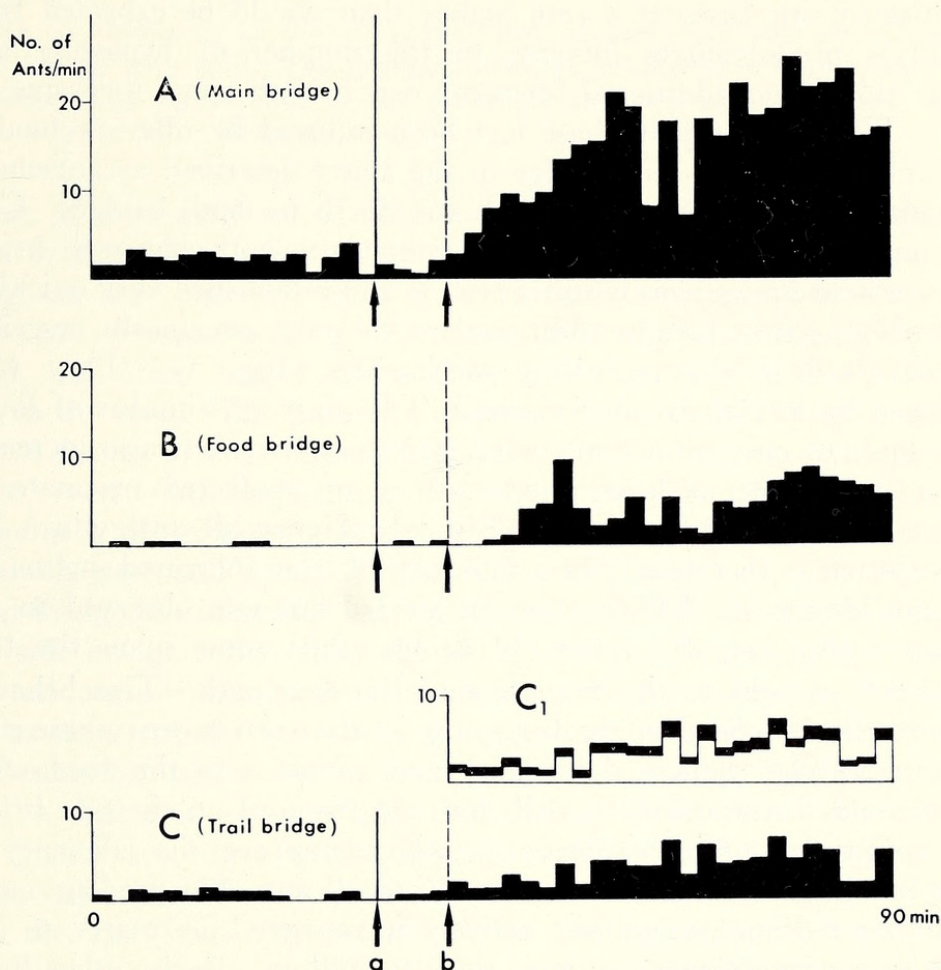 No. of
Ants/min
A (Main bridge)
20
10
20
B (Food bridge)
10
10
C1
10
C (Trail bridge)
0
90 min
a
b